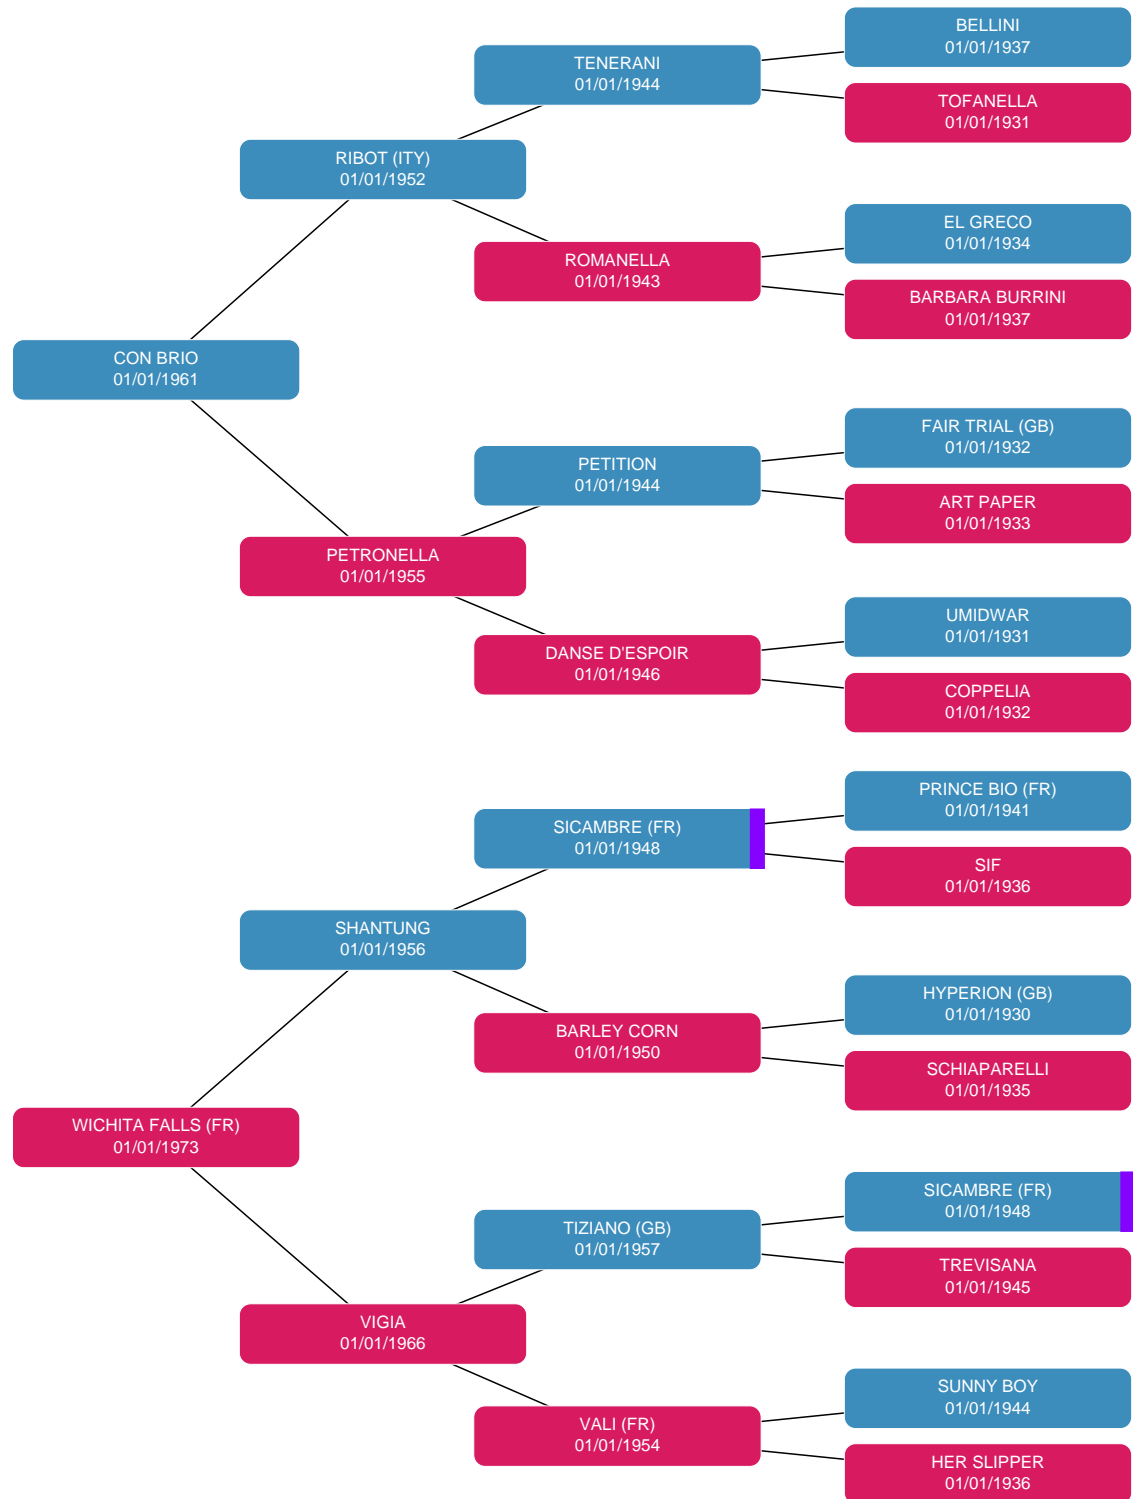 BELLINI
01/01/1937
TENERANI
01/01/1944
TOFANELLA
01/01/1931
RIBOT (ITY)
01/01/1952
EL GRECO
01/01/1934
ROMANELLA
01/01/1943
BARBARA BURRINI
01/01/1937
CON BRIO
01/01/1961
FAIR TRIAL (GB)
01/01/1932
PETITION
01/01/1944
ART PAPER
01/01/1933
PETRONELLA
01/01/1955
UMIDWAR
01/01/1931
DANSE D'ESPOIR
01/01/1946
COPPELIA
01/01/1932
PRINCE BIO (FR)
01/01/1941
SICAMBRE (FR)
01/01/1948
SIF
01/01/1936
SHANTUNG
01/01/1956
HYPERION (GB)
01/01/1930
BARLEY CORN
01/01/1950
SCHIAPARELLI
01/01/1935
WICHITA FALLS (FR)
01/01/1973
SICAMBRE (FR)
01/01/1948
TIZIANO (GB)
01/01/1957
TREVISANA
01/01/1945
VIGIA
01/01/1966
SUNNY BOY
01/01/1944
VALI (FR)
01/01/1954
HER SLIPPER
01/01/1936